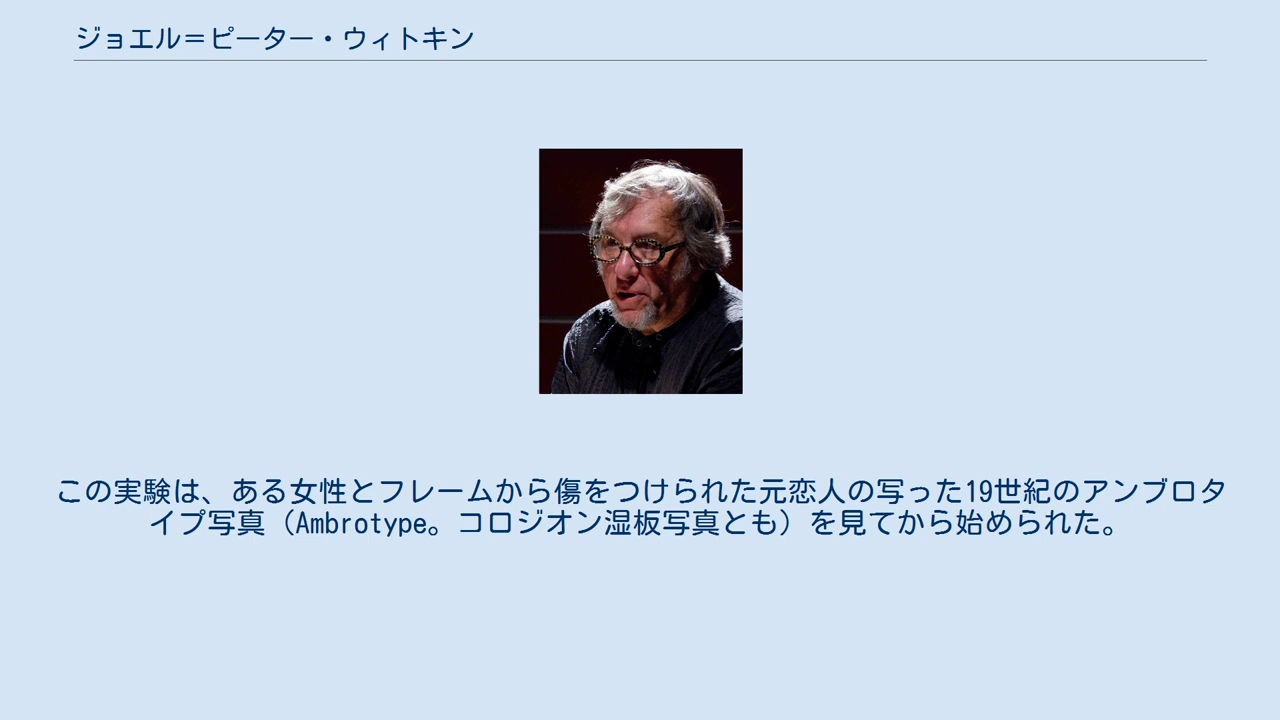 ジョエル＝ピーター・ウィトキン
この実験は、ある女性とフレームから傷をつけられた元恋人の写った19世紀のアンブロタ
イプ写真（Ambrotype。コロジオン湿板写真とも）を見てから始められた。